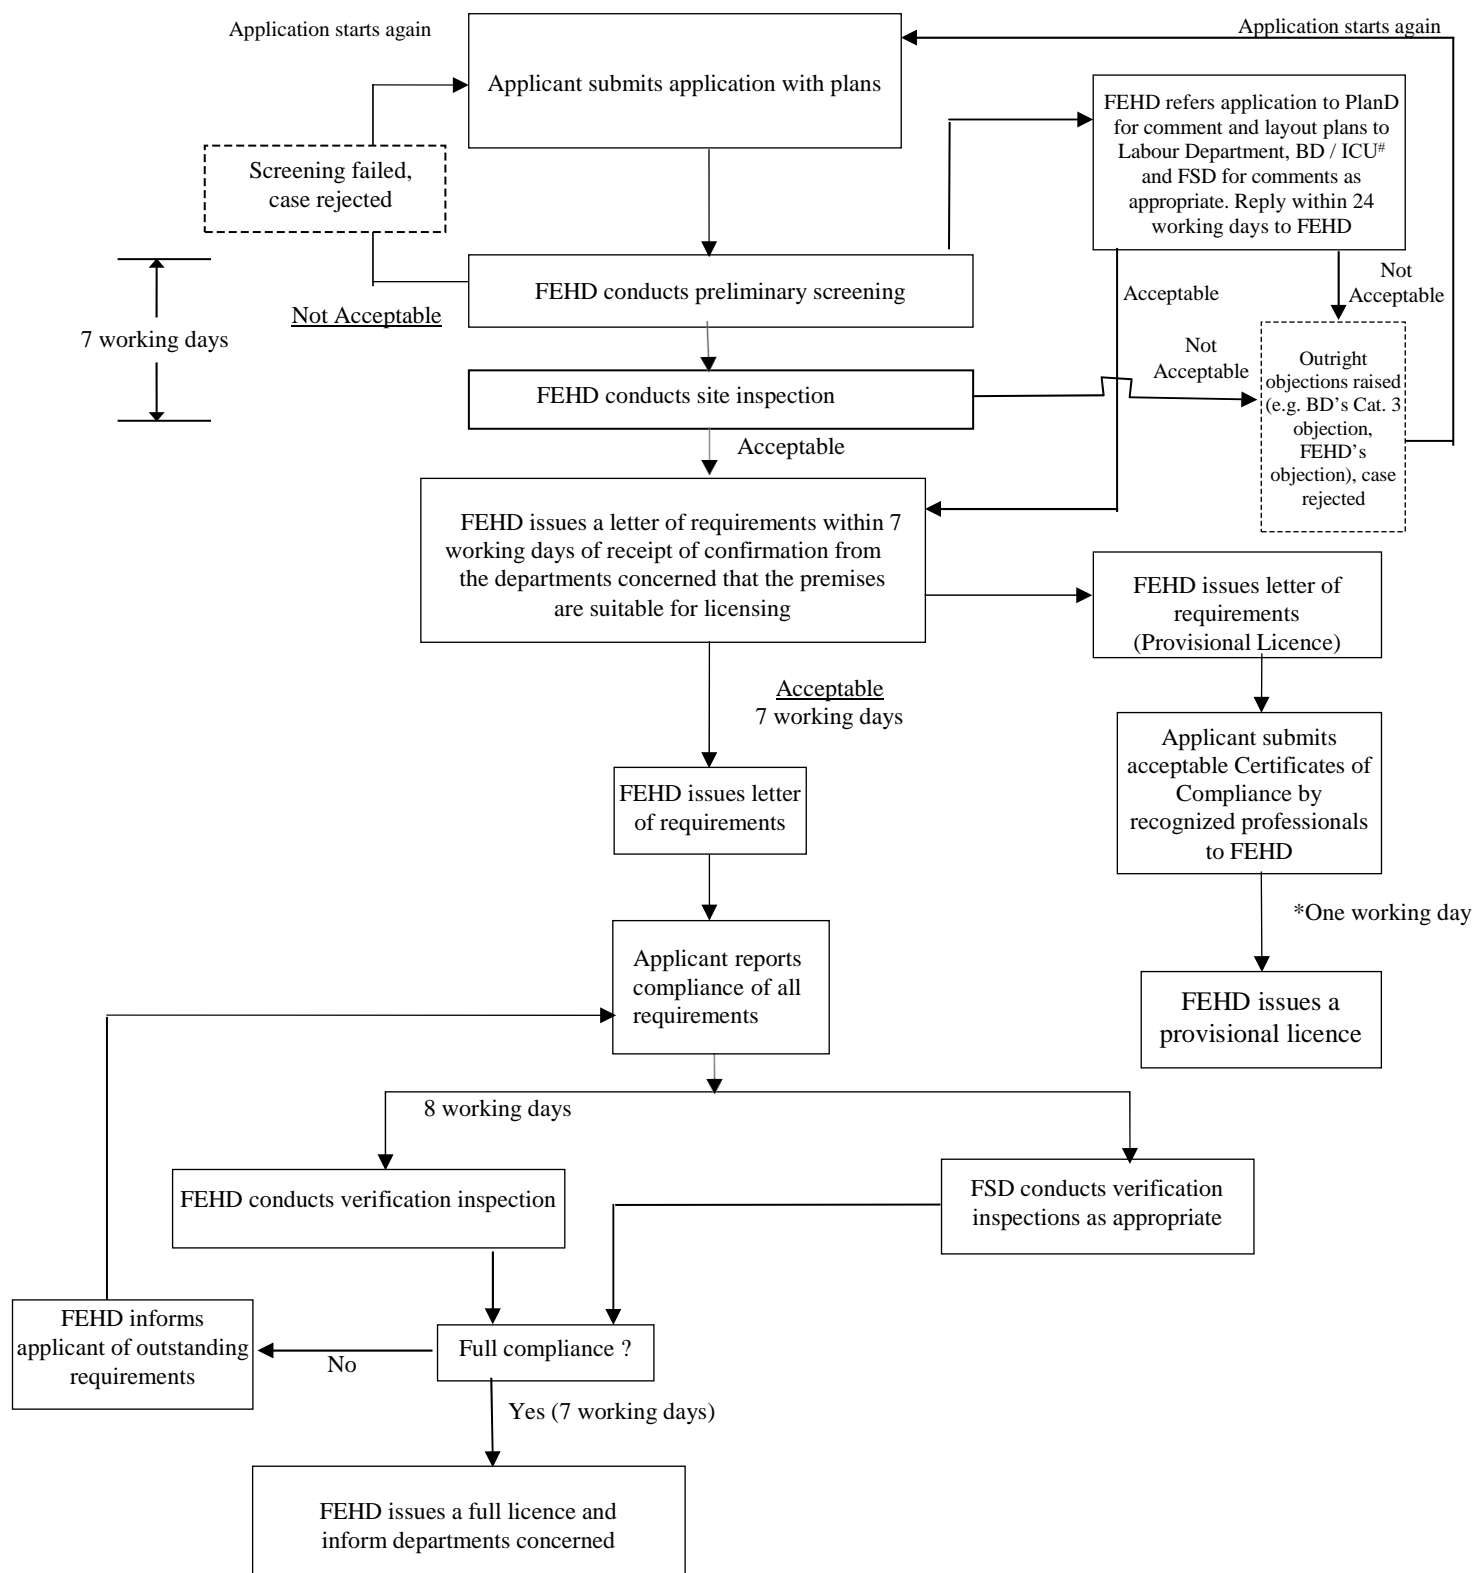 Application starts again
Application starts again
Applicant submits application with plans
FEHD refers application to PlanD
for comment and layout plans to
Labour Department, BD / ICU#
and FSD for comments as
appropriate. Reply within 24
working days to FEHD
Screening failed,
case rejected
FEHD conducts preliminary screening
Not Acceptable
7 working days
Acceptable
Not
Acceptable
FEHD conducts site inspection
Not
Acceptable
Outright
objections raised
(e.g. BD’s Cat. 3
objection,
FEHD’s
objection), case
rejected
Acceptable
FEHD issues a letter of requirements within 7
working days of receipt of confirmation from
the departments concerned that the premises
are suitable for licensing
FEHD issues letter of
requirements
(Provisional Licence)
Acceptable
7 working days
Applicant submits
acceptable Certificates of
Compliance by
recognized professionals
to FEHD
FEHD issues letter
of requirements
*One working day
Applicant reports
compliance of all
requirements
FEHD issues a
provisional licence
8 working days
FEHD conducts verification inspection
FSD conducts verification
inspections as appropriate
FEHD informs
applicant of outstanding
requirements
No
Full compliance ?
Yes (7 working days)
FEHD issues a full licence and
inform departments concerned